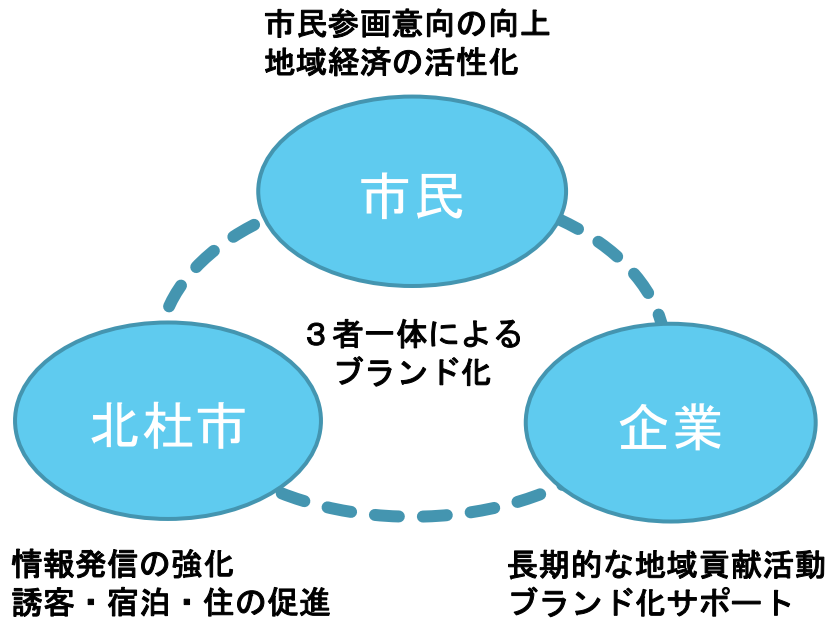 市民参画意向の向上
地域経済の活性化
市民
３者一体による
ブランド化
北杜市
企業
情報発信の強化
誘客・宿泊・住の促進
長期的な地域貢献活動
ブランド化サポート